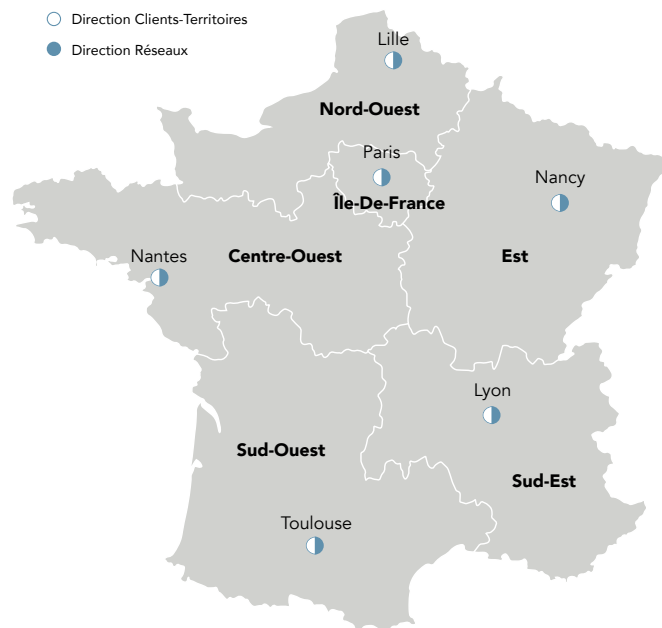 Direction Clients-Territoires
Direction Réseaux
Lille
Nord-Ouest
Paris
Île-De-France
Nancy
Nantes
Centre-Ouest
Est
Lyon
Sud-Ouest
Sud-Est
Toulouse